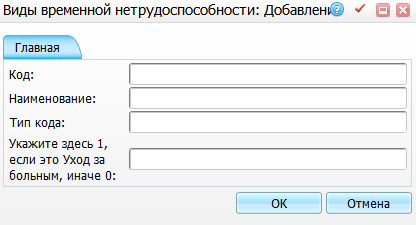 Виды временной нетрудоспособности: Добавлени
Главная
Код:
Наименование:
Тип кода:
Укажите здесь 1,
если это Уход за
больным, иначе 0:
OK
Отмена